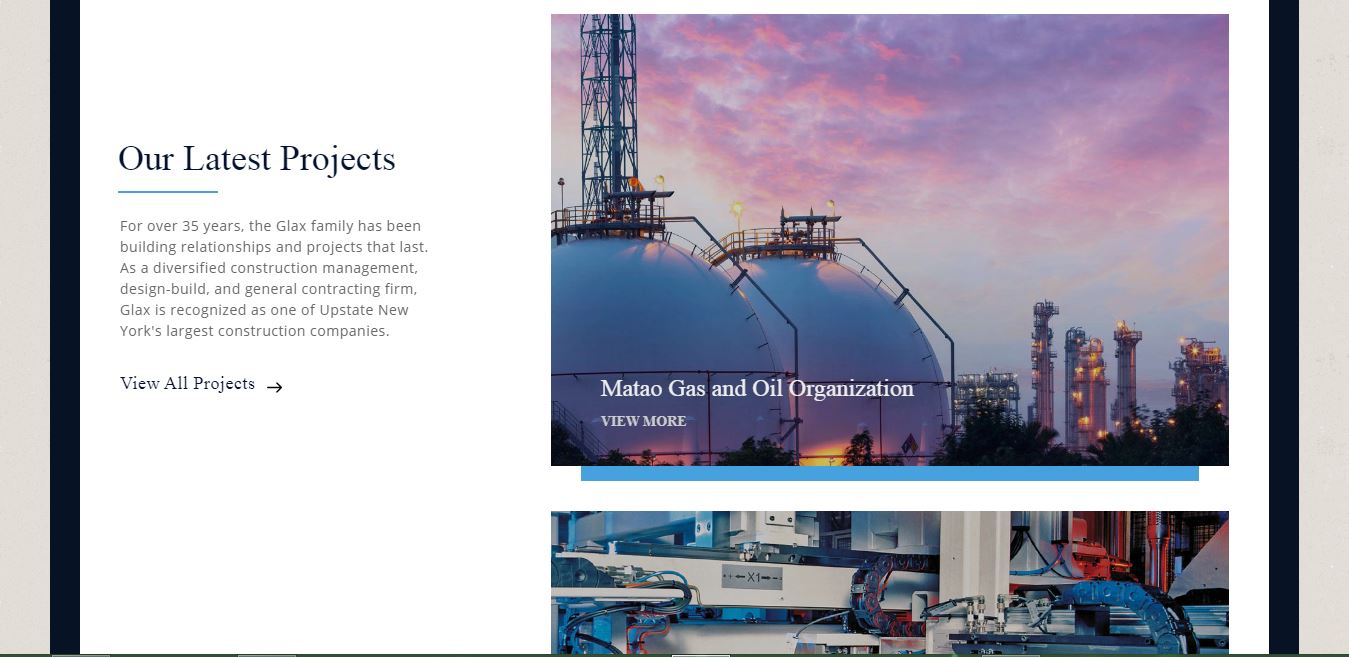 Our Latest Projects
For over 35 years, the Glax family has been
building relationships and projects that last.
As a diversified construction management,
design-build, and general contracting firm,
Glax is recognized as one of Upstate New
York's largest construction companies.
View All Projects
Matao Gas and Oil Organization
VIEW MORE
X1